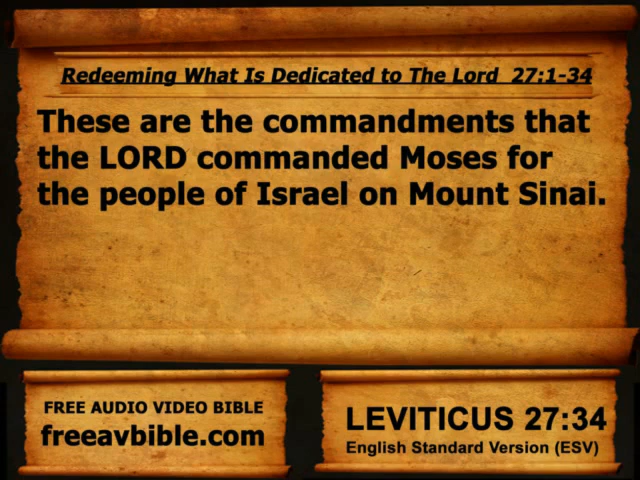 Redeeming What Is Dedicated to The Lord 27:1-34
These are the commandments that
the LORD commanded Moses for
the people of Israel on Mount Sinai.
FREE AUDIO VIDEO BIBLE
freeavbible.com
LEVITICUS 27:34
English Standard Version (ESV)